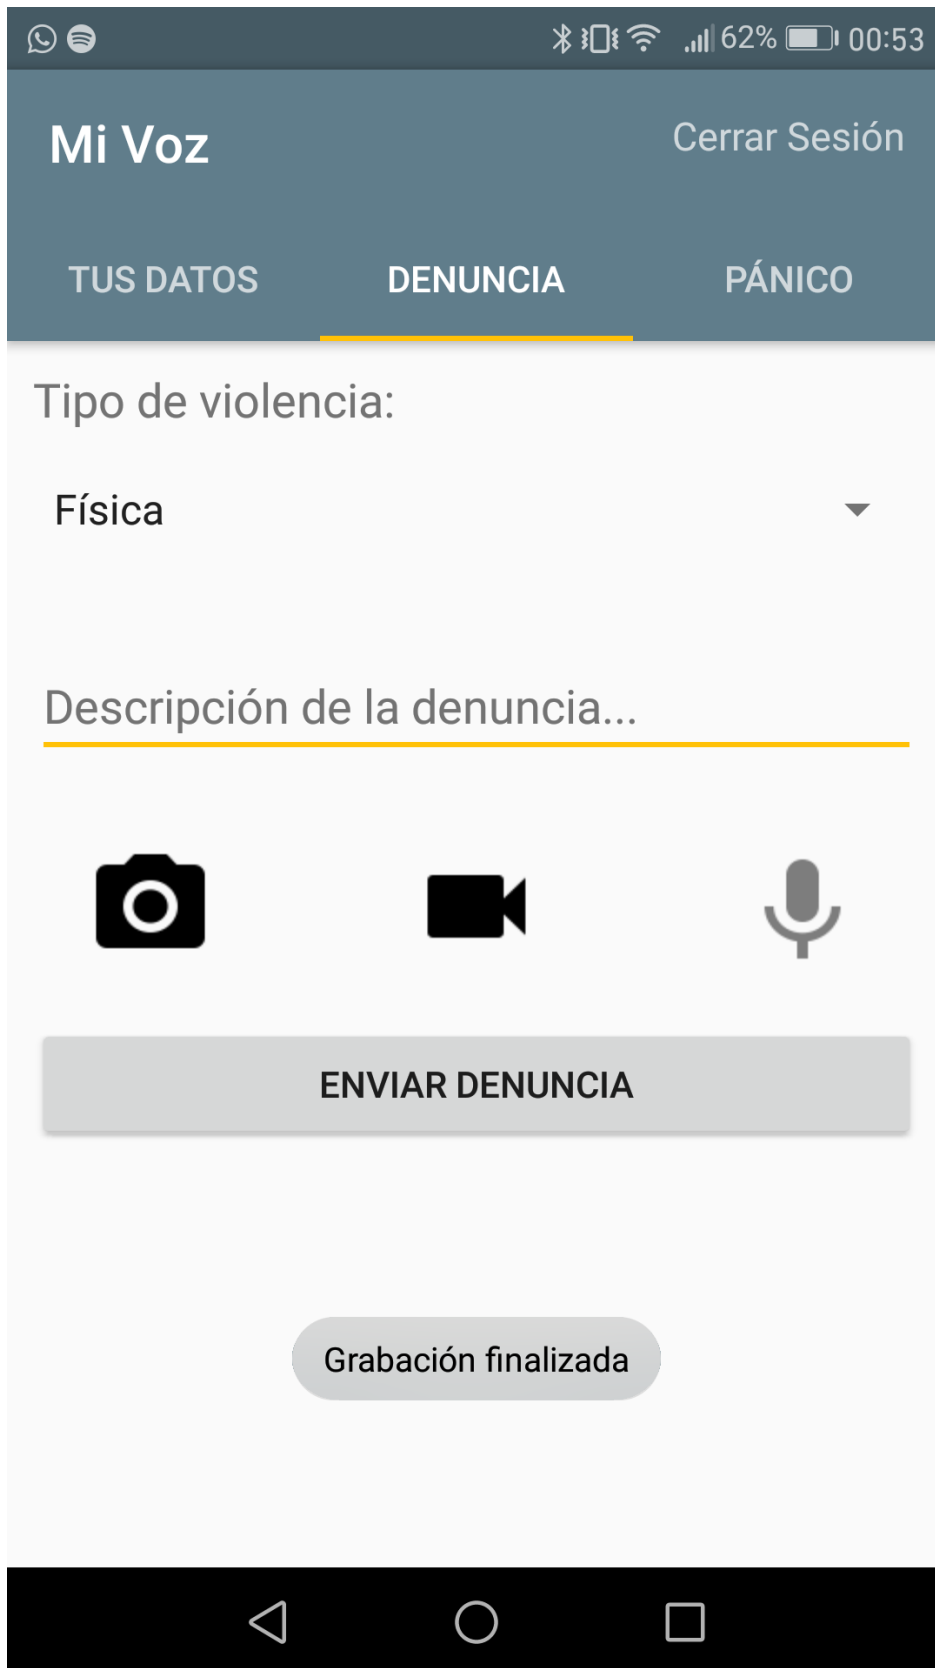 62% 00:53
Mi Voz
Cerrar Sesión
TUS DATOS DENUNCIA PÁNICO
Tipo de violencia:
Física
Descripción de la denuncia...
ENVIAR DENUNCIA
Grabación finalizada